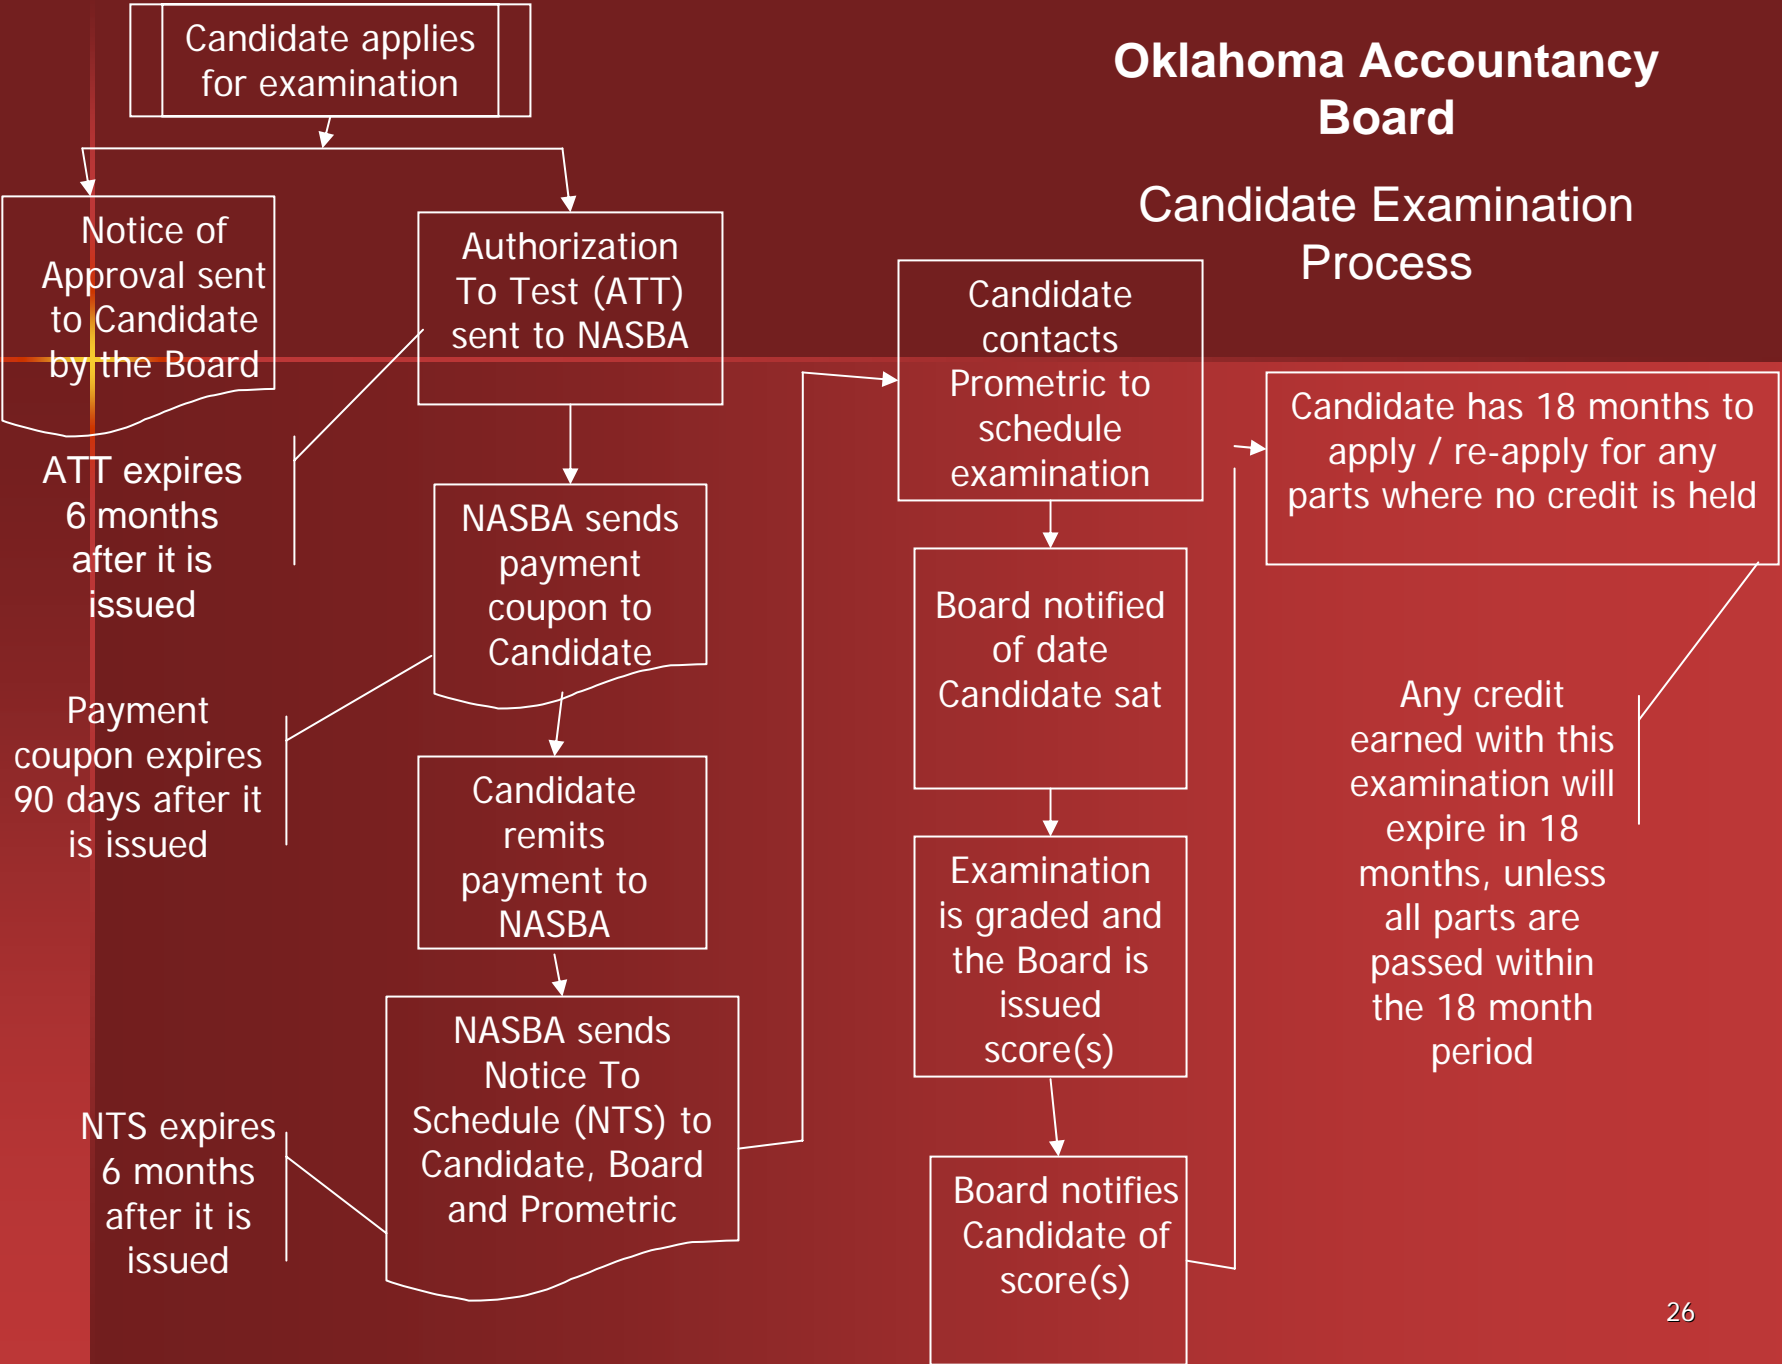 Candidate applies
for examination
Oklahoma Accountancy
Board
Candidate Examination
Process
Notice of
Approval sent
to Candidate
by the Board
Authorization
To Test (ATT)
sent to NASBA
ATT expires
6 months
after it is
issued
NASBA sends
payment
coupon to
Candidate
Payment
coupon expires
90 days after it
is issued
Candidate
remits
payment to
NASBA
NASBA sends
Notice To
Schedule (NTS) to
Candidate, Board
and Prometric
NTS expires
6 months
after it is
issued
Candidate
contacts
Prometric to
schedule
examination
Board notified
of date
Candidate sat
Examination
is graded and
the Board is
issued
score(s)
Board notifies
Candidate of
score(s)
Candidate has 18 months to
apply / re-apply for any
parts where no credit is held
Any credit
earned with this
examination will
expire in 18
months, unless
all parts are
passed within
the 18 month
period
26